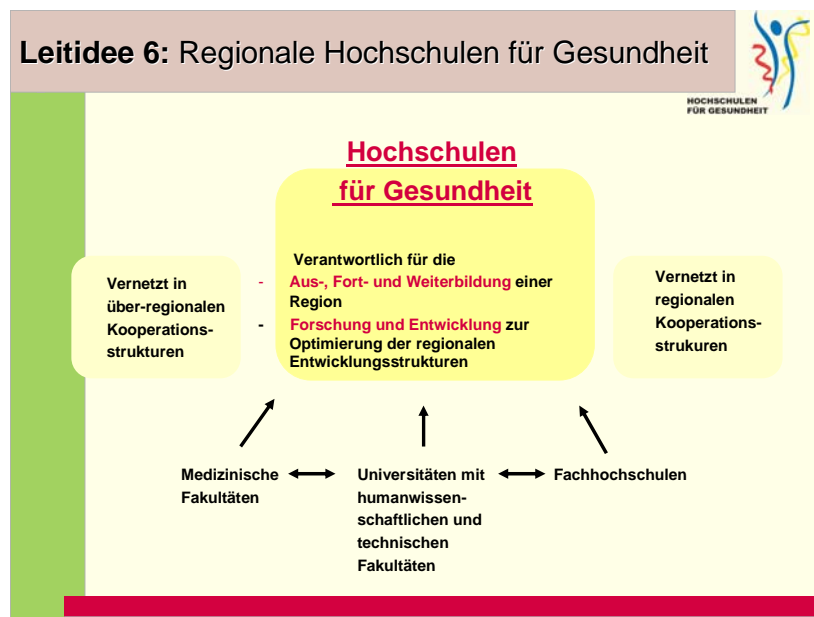 Leitidee 6: Regionale Hochschulen für Gesundheit
HOCHSCHULEN
FÜR GESUNDHEIT
Hochschulen
für Gesundheit
Verantwortlich für die
- Aus-, Fort- und Weiterbildung einer
Region
- Forschung und Entwicklung zur
Optimierung der regionalen
Entwicklungsstrukturen
Vernetzt in
über-regionalen
Kooperations-
strukturen
Vernetzt in
regionalen
Kooperations-
strukuren
Medizinische
Fakultäten
Universitäten mit
humanwissen-
schaftlichen und
technischen
Fakultäten
Fachhochschulen